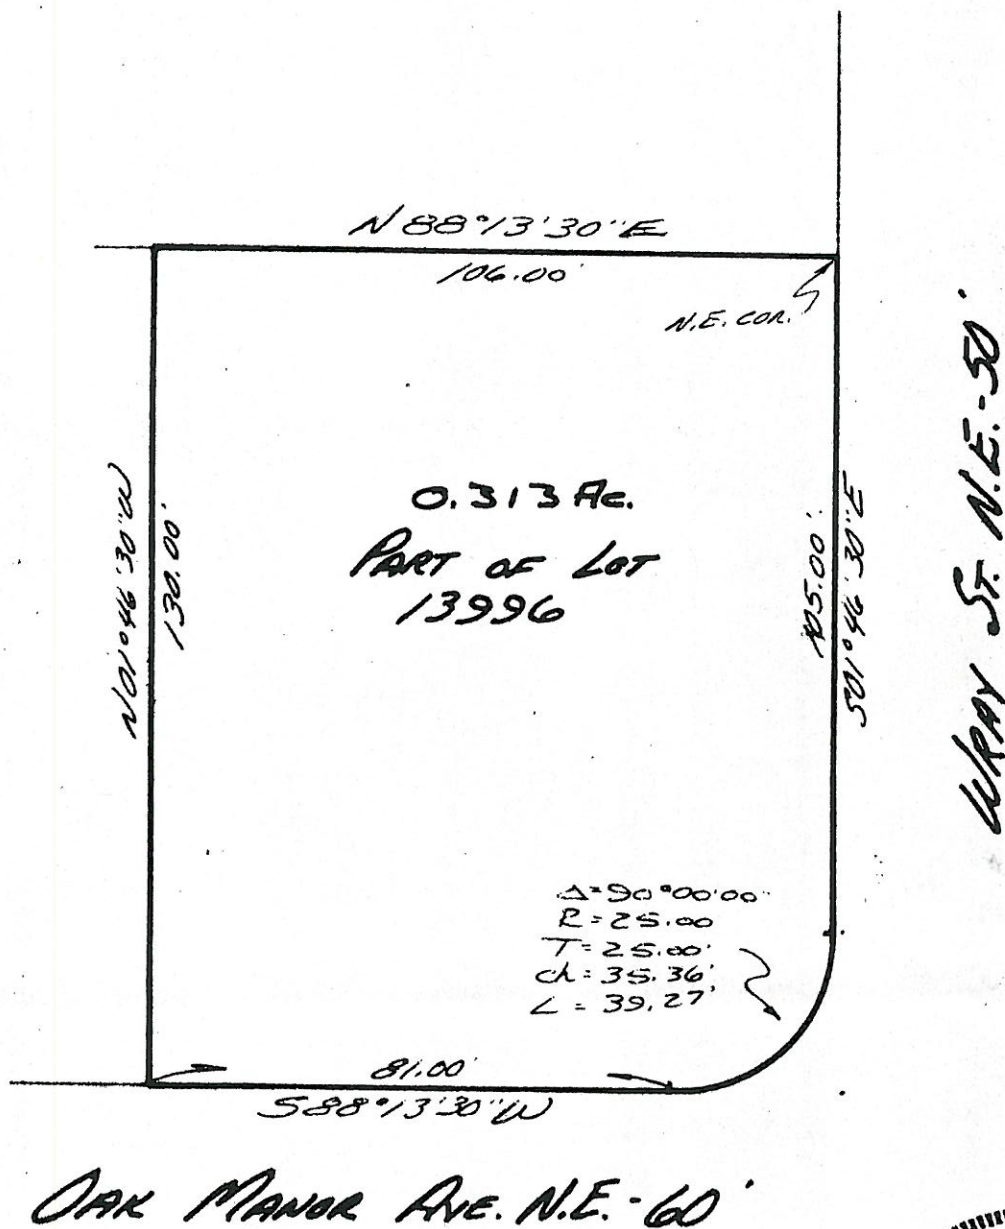 N 88°13'30"E
106.00'
N.E. COR.
N01°46'30"W
130.00'
0.313 Ac.
PART OF LOT
13996
105.00'
S01°46'30"E
WRAY ST. N.E.-50'
Δ=90°00'00"
R=25.00
T=25.00'
ch=35.36'
L=39.27'
81.00'
S88°13'30"W
OAK MANOR AVE. N.E.-60'